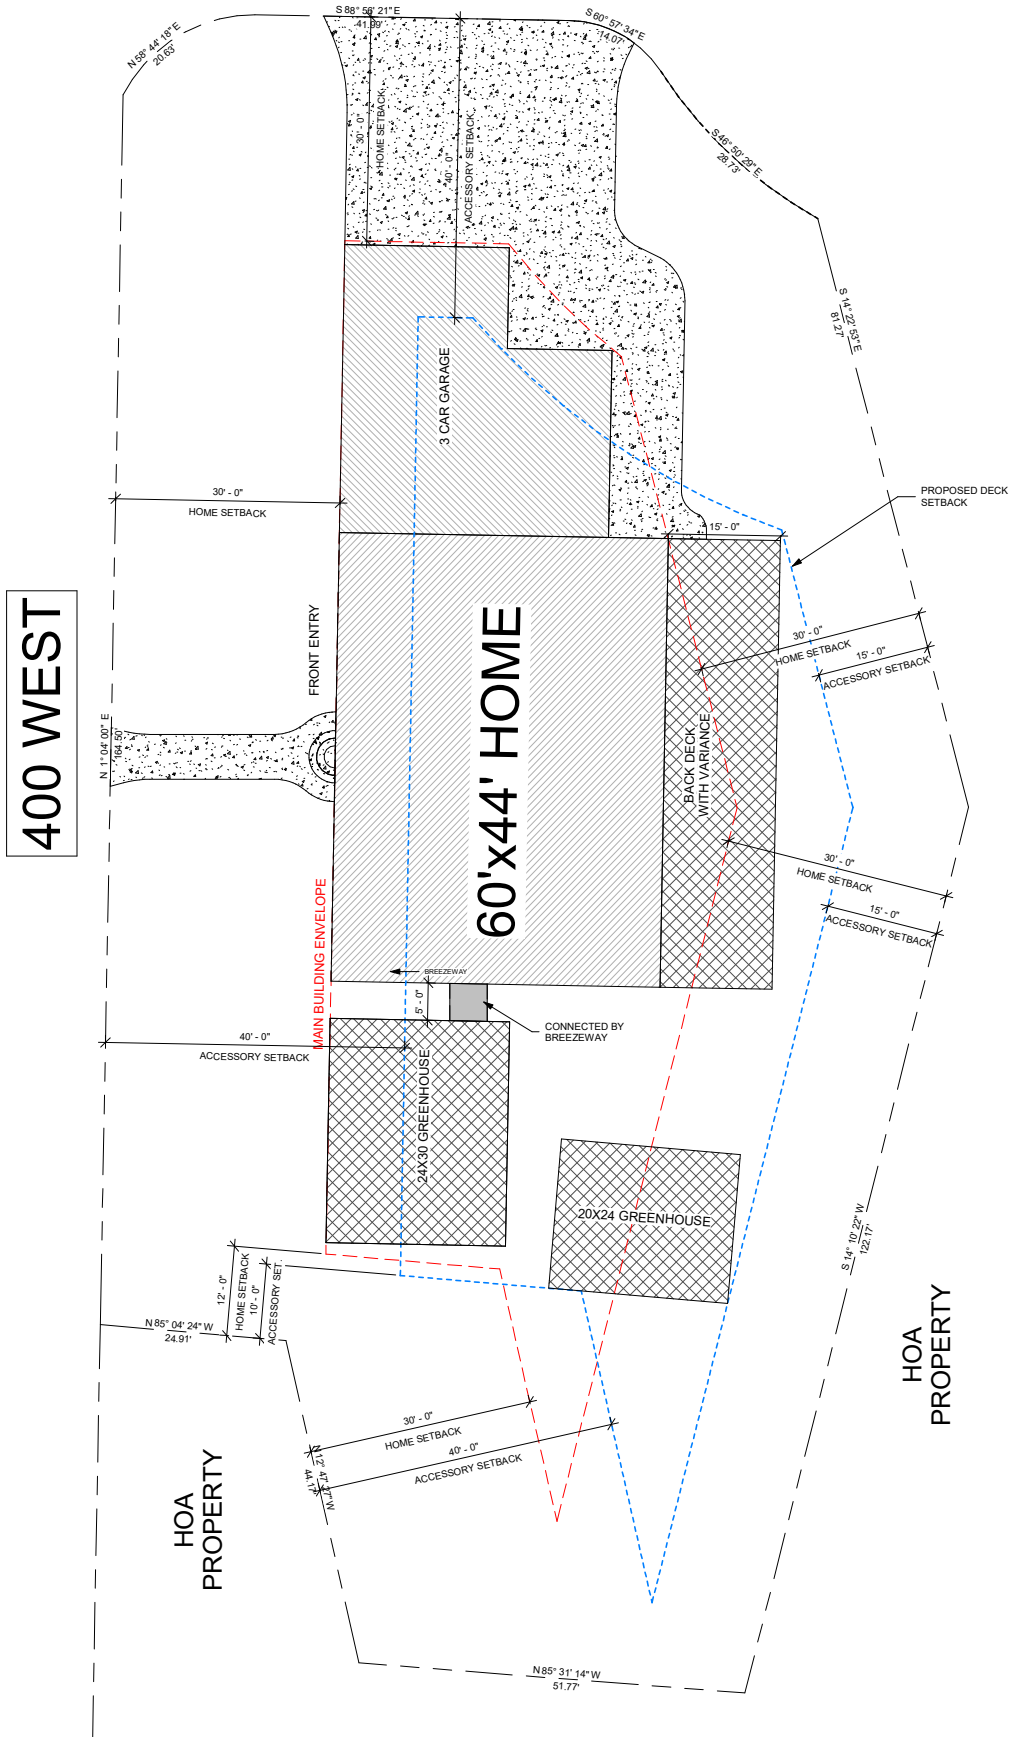 S 88° 56' 21" E
41.99'
S 60° 57' 34" E
14.07'
N 58° 44' 18" E
20.63'
30' - 0"
HOME SETBACK
40' - 0"
ACCESSORY SETBACK
S 46° 50' 29" E
28.73'
S 14° 22' 53" E
81.27'
3 CAR GARAGE
30' - 0"
HOME SETBACK
PROPOSED DECK
SETBACK
15' - 0"
400 WEST
FRONT ENTRY
60'x44' HOME
30' - 0"
HOME SETBACK
15' - 0"
ACCESSORY SETBACK
N 1° 04' 00" E
164.50'
BACK DECK
WITH VARIANCE
30' - 0"
HOME SETBACK
15' - 0"
ACCESSORY SETBACK
MAIN BUILDING ENVELOPE
BREEZEWAY
5' - 0"
CONNECTED BY
BREEZEWAY
40' - 0"
ACCESSORY SETBACK
24X30 GREENHOUSE
20X24 GREENHOUSE
12' - 0"
HOME SETBACK
10' - 0"
ACCESSORY SET.
S 14° 10' 22" W
122.17'
N 85° 04' 24" W
24.91'
HOA
PROPERTY
30' - 0"
HOME SETBACK
40' - 0"
ACCESSORY SETBACK
N 12° 47' 27" W
44.17'
HOA
PROPERTY
N 85° 31' 14" W
51.77'